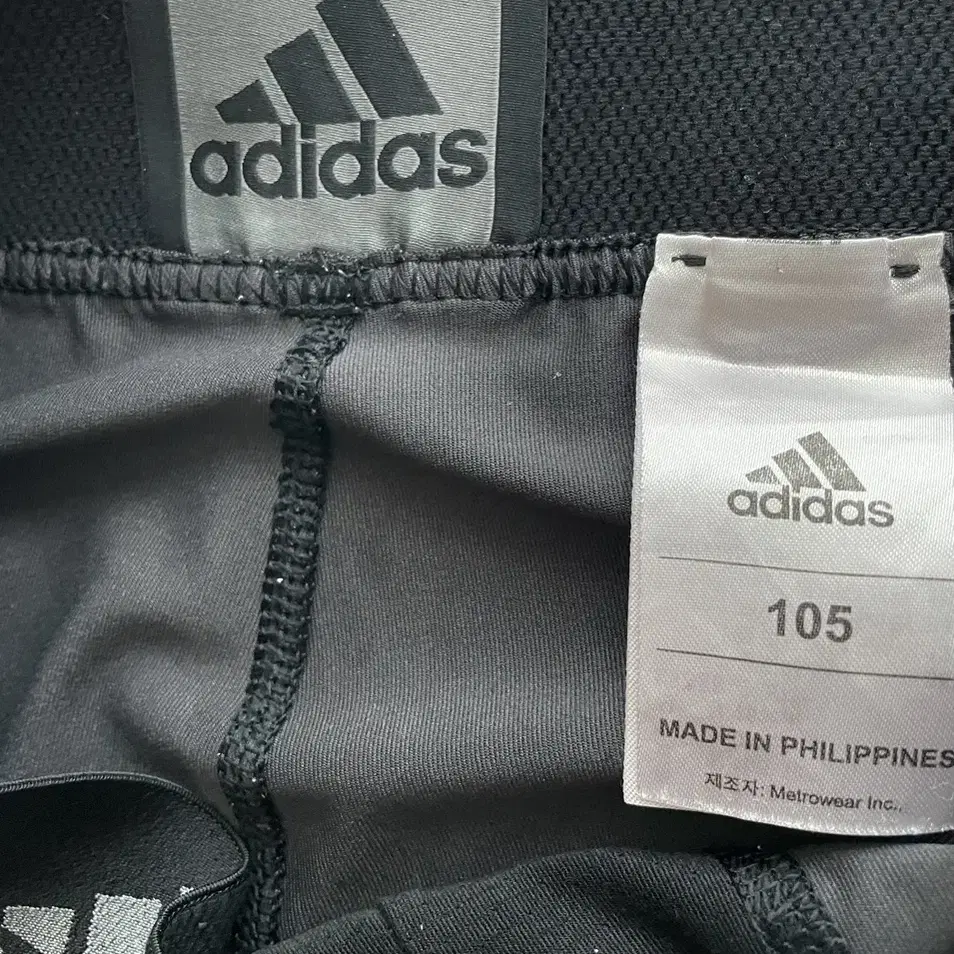 adidas
adidas
105
MADE IN PHILIPPINES
제조자: Metrowear Inc.,